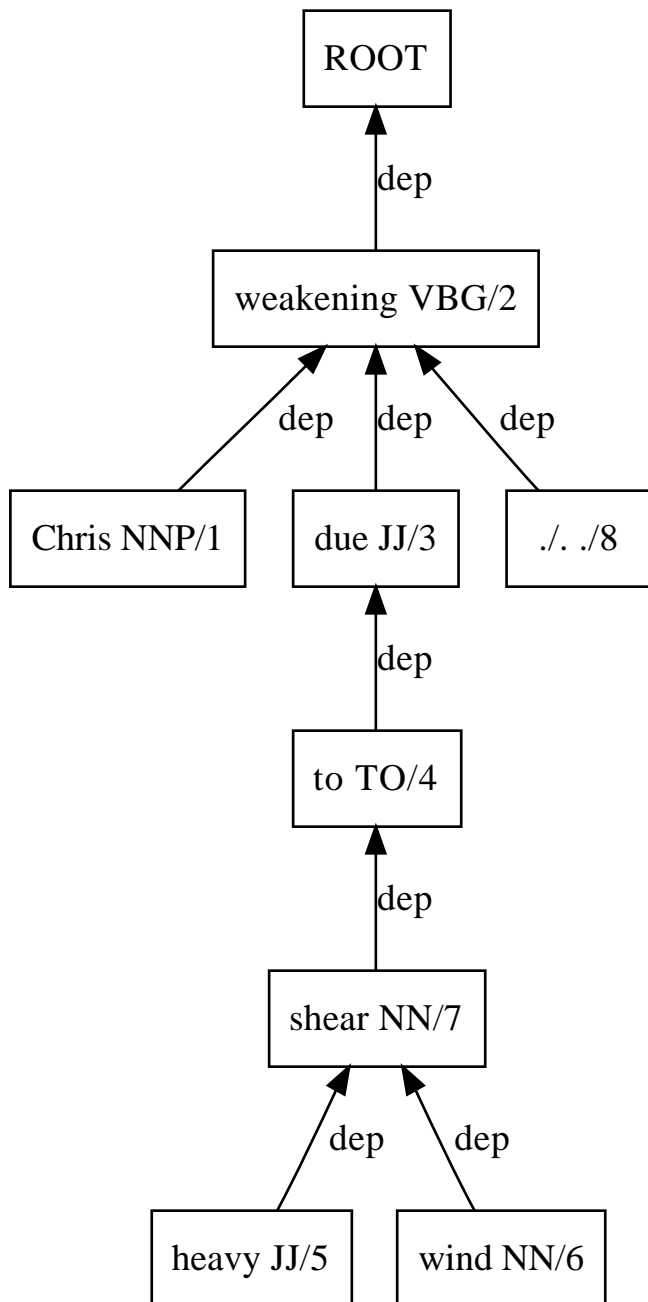 ROOT
dep
weakening VBG/2
dep dep dep
Chris NNP/1 due JJ/3 ./. ./8
dep
to TO/4
dep
shear NN/7
dep dep
heavy JJ/5 wind NN/6